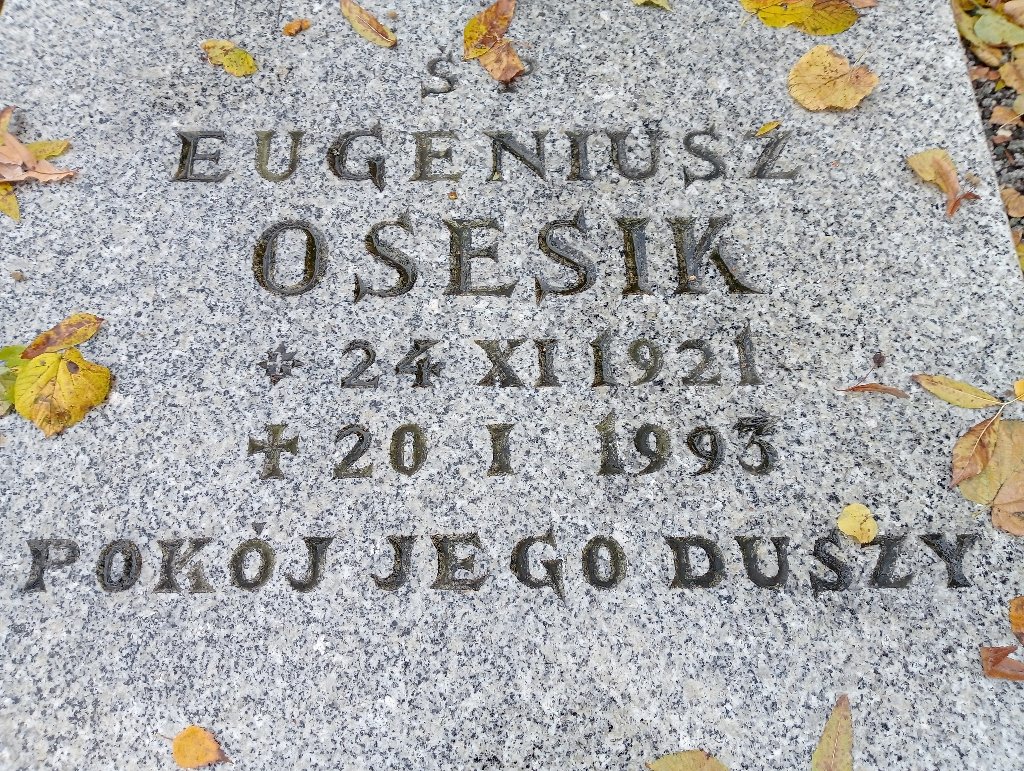 EUGENIUSZ
OSESIK
* 24 XI 1921
✝ 20 I 1993
POKÓJ JEGO DUSZY